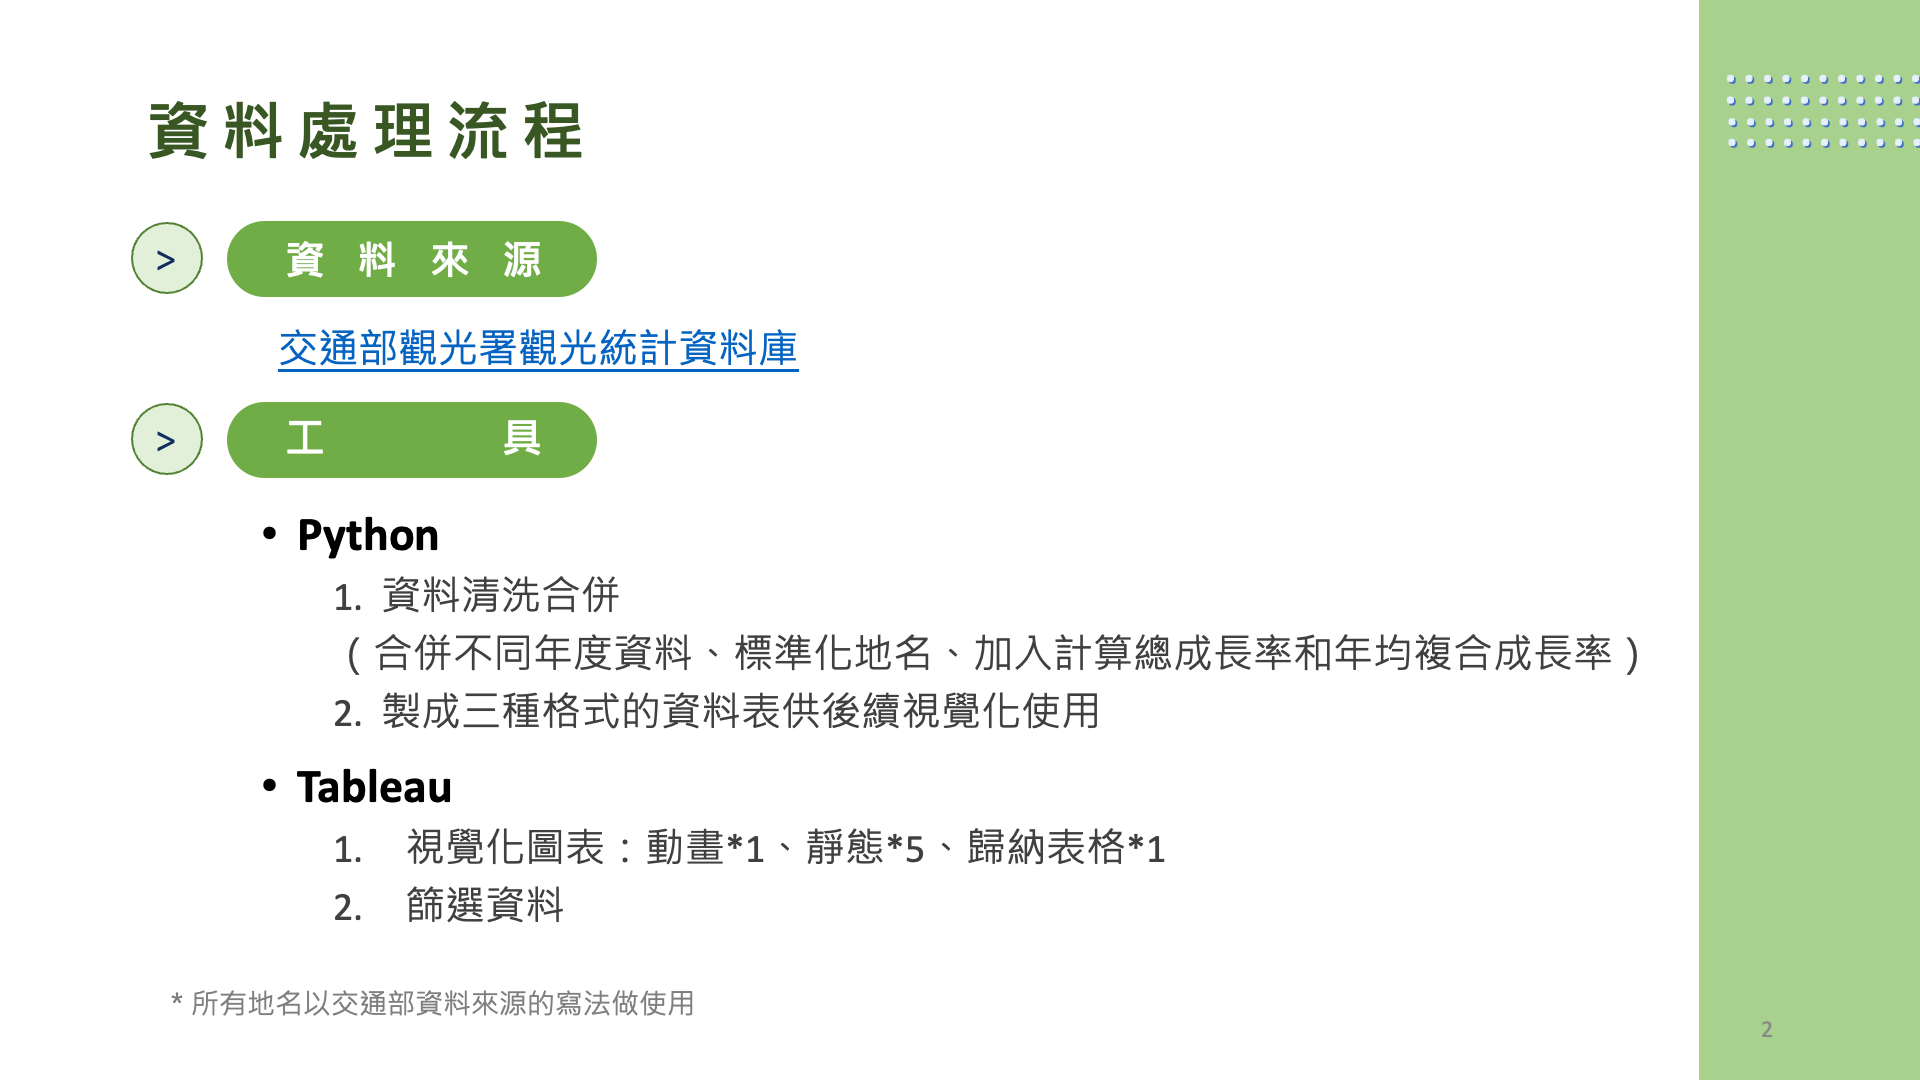 資料處理流程
> 資料來源
交通部觀光署觀光統計資料庫
> 工具
• Python
1. 資料清洗合併
（合併不同年度資料、標準化地名、加入計算總成長率和年均複合成長率）
2. 製成三種格式的資料表供後續視覺化使用
• Tableau
1. 視覺化圖表：動畫*1、靜態*5、歸納表格*1
2. 篩選資料
* 所有地名以交通部資料來源的寫法做使用
2